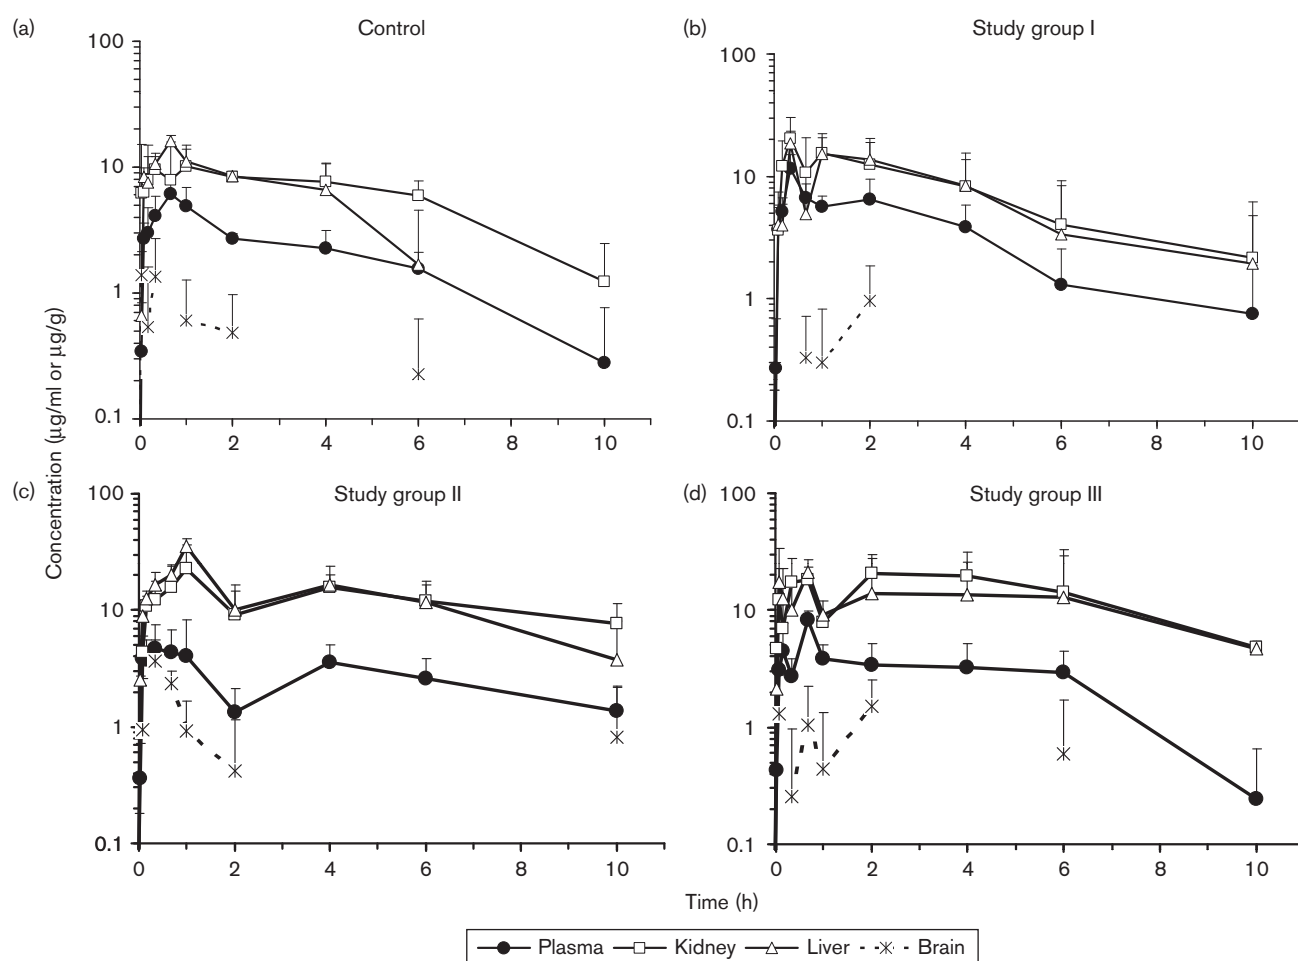 (a) Control
100
10
1
0.1
0 2 4 6 8 10
(b) Study group I
100
10
1
0.1
0 2 4 6 8 10
Concentration (µg/ml or µg/g)
(c) Study group II
100
10
1
0.1
0 2 4 6 8 10
(d) Study group III
100
10
1
0.1
0 2 4 6 8 10
Time (h)
Plasma Kidney Liver Brain